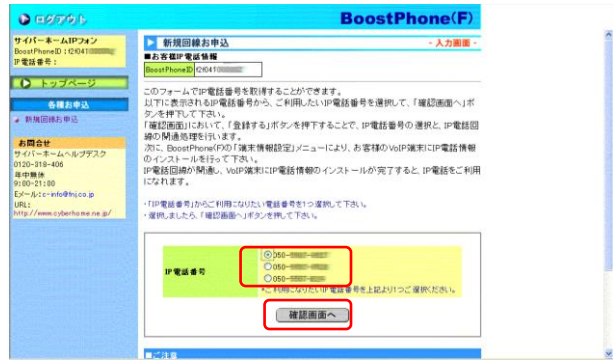 ログアウト
BoostPhone(F)
サイバーホームIPフォン
BoostPhoneID : f2f041
IP電話番号 :
トップページ
各種お申込
新規回線お申込
お問合せ
サイバーホームヘルプデスク
0120-318-406
年中無休
9:00-21:00
Eメール:c-info@fnj.co.jp
URL:
http://www.cyberhome.ne.jp/
新規回線お申込
- 入力画面 -
■お客様IP電話情報
BoostPhoneID f2f041
このフォームでIP電話番号を取得することができます。
以下に表示されるIP電話番号から、ご利用したいIP電話番号を選択して、「確認画面へ」ボ
タンを押下して下さい。
「確認画面」において、「登録する」ボタンを押下することで、IP電話番号の選択と、IP電話回
線の開通処理を行います。
次に、BoostPhone(F)の「端末情報設定」メニューにより、お客様のVoIP端末にIP電話情報
のインストールを行って下さい。
IP電話回線が開通し、VoIP端末にIP電話情報のインストールが完了すると、IP電話をご利用
になれます。
・「IP電話番号」からご利用になりたい電話番号を1つ選択して下さい。
・選択しましたら、「確認画面へ」ボタンを押して下さい。
IP電話番号
050-
050-
050-
*ご利用になりたいIP電話番号を上記より1つご選択ください。
確認画面へ
■ご注意